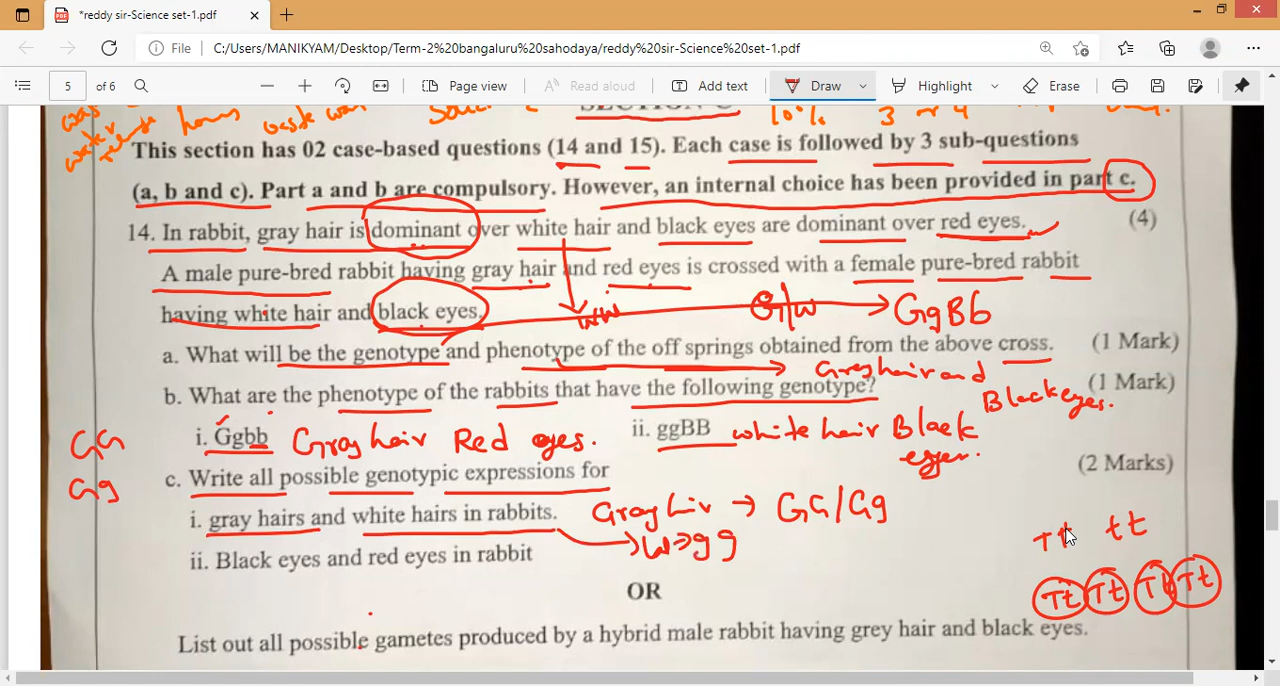 *reddy sir-Science set-1.pdf
File C:/Users/MANIKYAM/Desktop/Term-2%20bangaluru%20sahodaya/reddy%20sir-Science%20set-1.pdf
5 of 6 Page view Read aloud Add text Draw Highlight Erase
10% 3 or 4
This section has 02 case-based questions (14 and 15). Each case is followed by 3 sub-questions
(a, b and c). Part a and b are compulsory. However, an internal choice has been provided in part c.
14. In rabbit, gray hair is dominant over white hair and black eyes are dominant over red eyes. (4)
A male pure-bred rabbit having gray hair and red eyes is crossed with a female pure-bred rabbit
having white hair and black eyes. ww G/w GgBb
a. What will be the genotype and phenotype of the off springs obtained from the above cross. (1 Mark)
Greyhair and
b. What are the phenotype of the rabbits that have the following genotype? (1 Mark)
Black eyes.
i. Ggbb Gray hair Red eyes. ii. ggBB white hair Black
GG
c. Write all possible genotypic expressions for (2 Marks)
Gg
i. gray hairs and white hairs in rabbits. Gray hair → GG/Gg
W⇒gg
ii. Black eyes and red eyes in rabbit
tt
Tt Tt Tt Tt
OR
List out all possible gametes produced by a hybrid male rabbit having grey hair and black eyes.